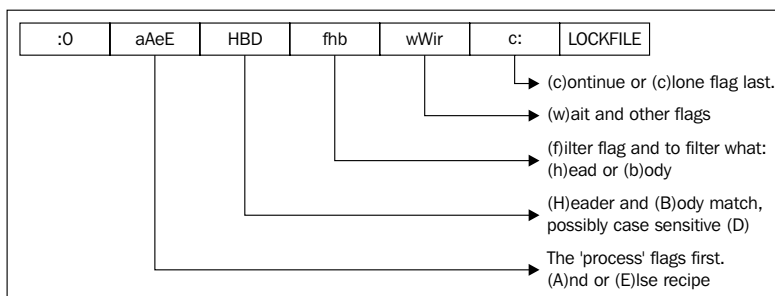 :0 aAeE HBD fhb wWir c: LOCKFILE
(c)ontinue or (c)lone flag last.
(w)ait and other flags
(f)ilter flag and to filter what:
(h)ead or (b)ody
(H)eader and (B)ody match,
possibly case sensitive (D)
The 'process' flags first.
(A)nd or (E)lse recipe